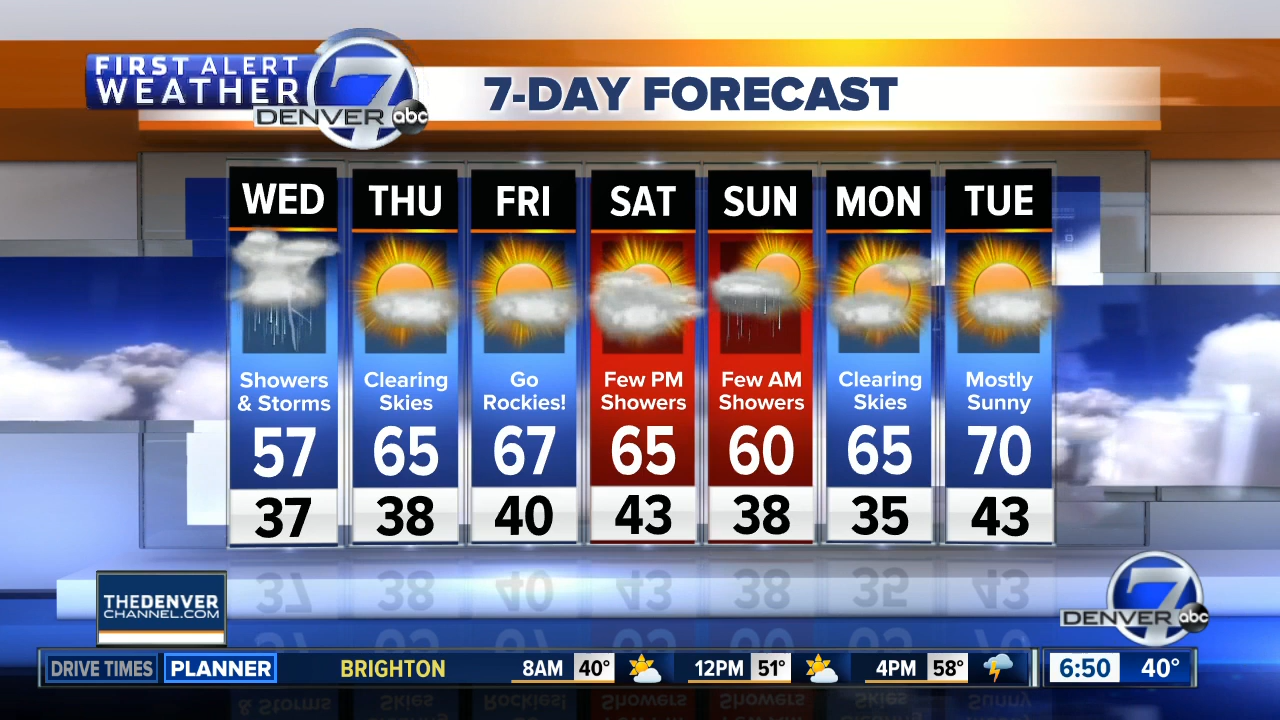 FIRST ALERT
WEATHER
7
DENVER abc
7-DAY FORECAST
WED THU FRI SAT SUN MON TUE
Showers & Storms
Clearing Skies
Go Rockies!
Few PM Showers
Few AM Showers
Clearing Skies
Mostly Sunny
57 65 67 65 60 65 70
37 38 40 43 38 35 43
THEDENVER
CHANNEL.COM
7
DENVER abc
DRIVE TIMES PLANNER BRIGHTON 8AM 40° 12PM 51° 4PM 58° 6:50 40°